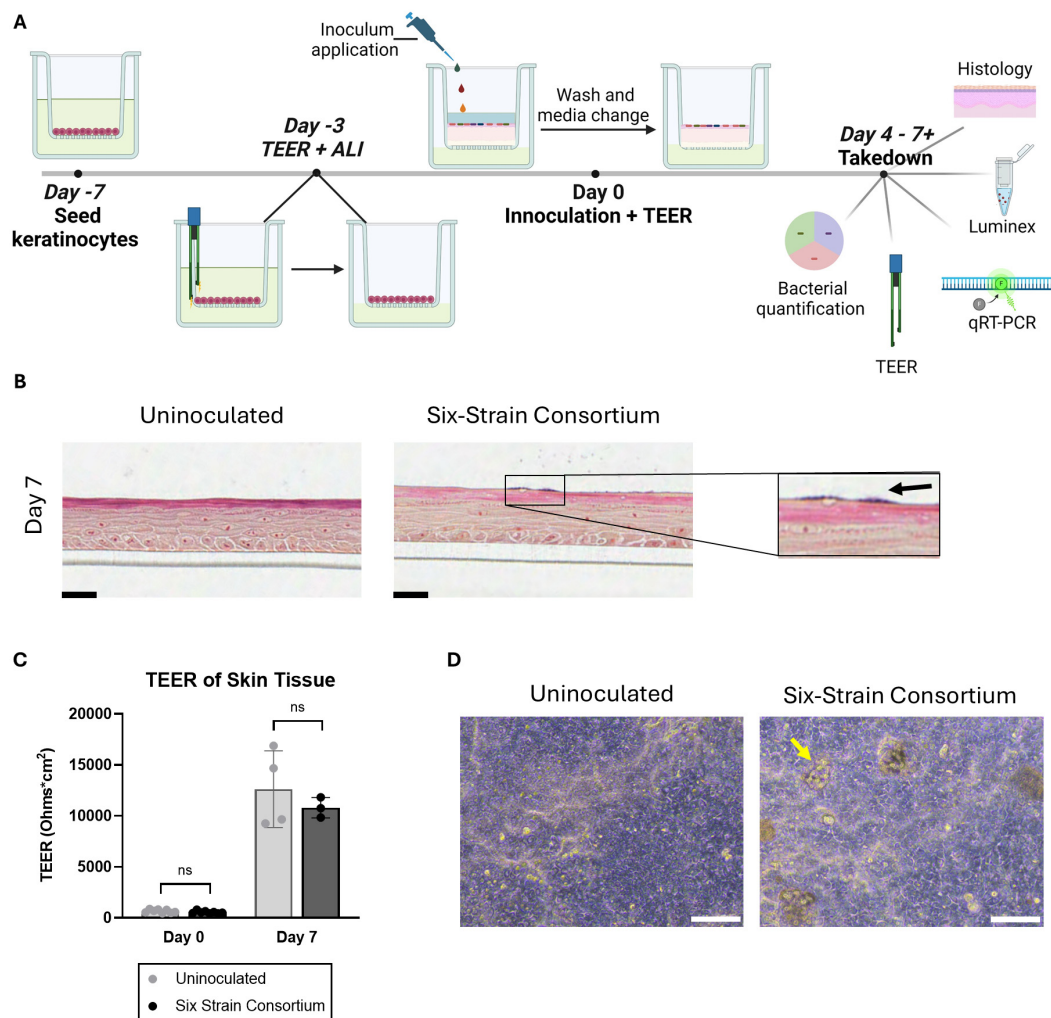 A
Inoculum
application
Wash and
media change
Histology
Day -3
TEER + ALI
Day 4 - 7+
Takedown
Day -7
Seed
keratinocytes
Day 0
Innoculation + TEER
Luminex
Bacterial
quantification
F
F
qRT-PCR
TEER
B
Uninoculated
Six-Strain Consortium
Day 7
C
D
TEER of Skin Tissue
TEER (Ohms*cm2)
20000
15000
10000
5000
0
ns
ns
Day 0
Day 7
Uninoculated
Six Strain Consortium
Uninoculated
Six-Strain Consortium